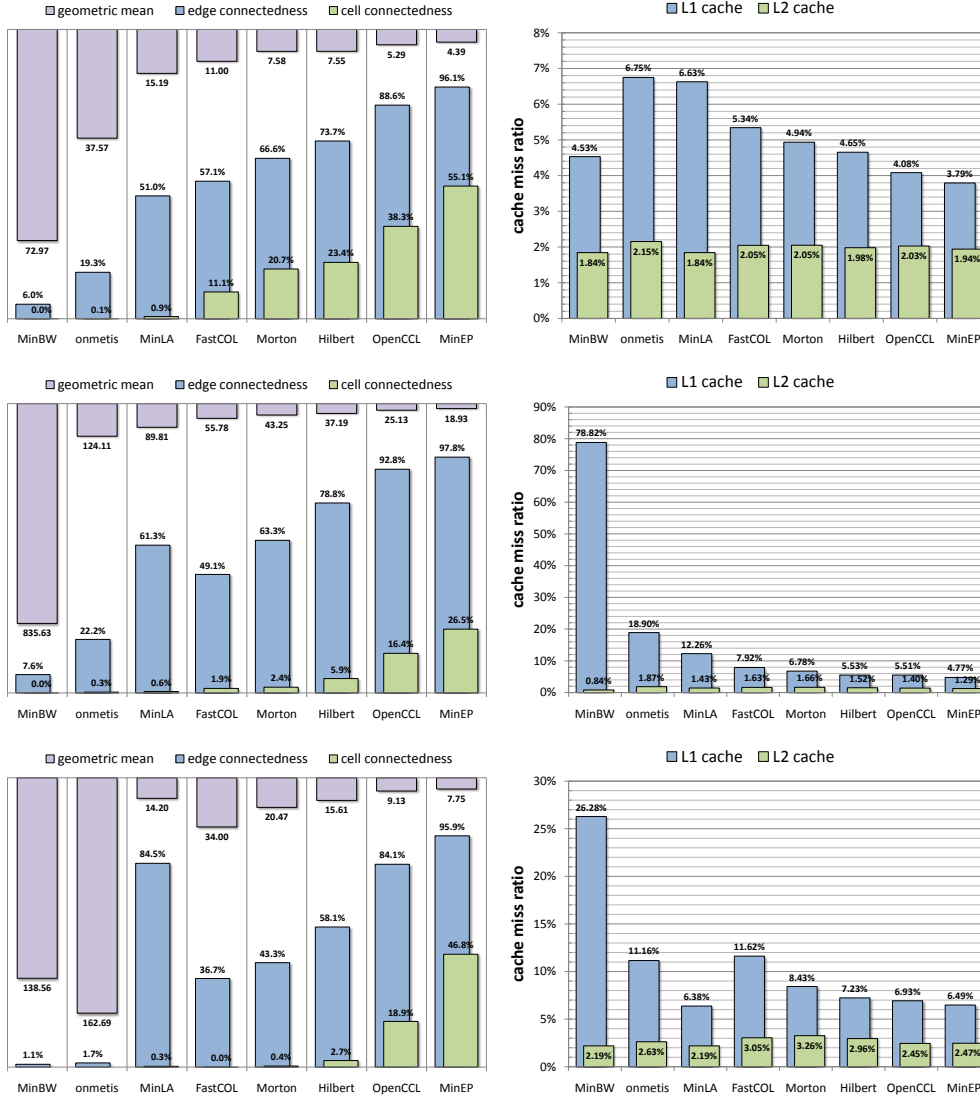 geometric mean edge connectedness cell connectedness
72.97 37.57 15.19 11.00 7.58 7.55 5.29 4.39
6.0% 19.3% 51.0% 57.1% 66.6% 73.7% 88.6% 96.1%
0.0% 0.1% 0.9% 11.1% 20.7% 23.4% 38.3% 55.1%
MinBW onmetis MinLA FastCOL Morton Hilbert OpenCCL MinEP
L1 cache L2 cache
cache miss ratio
8%
7%
6%
5%
4%
3%
2%
1%
0%
4.53% 6.75% 6.63% 5.34% 4.94% 4.65% 4.08% 3.79%
1.84% 2.15% 1.84% 2.05% 2.05% 1.98% 2.03% 1.94%
MinBW onmetis MinLA FastCOL Morton Hilbert OpenCCL MinEP
geometric mean edge connectedness cell connectedness
835.63 124.11 89.81 55.78 43.25 37.19 25.13 18.93
7.6% 22.2% 61.3% 49.1% 63.3% 78.8% 92.8% 97.8%
0.0% 0.3% 0.6% 1.9% 2.4% 5.9% 16.4% 26.5%
MinBW onmetis MinLA FastCOL Morton Hilbert OpenCCL MinEP
L1 cache L2 cache
cache miss ratio
90%
80%
70%
60%
50%
40%
30%
20%
10%
0%
78.82% 18.90% 12.26% 7.92% 6.78% 5.53% 5.51% 4.77%
0.84% 1.87% 1.43% 1.63% 1.66% 1.52% 1.40% 1.29%
MinBW onmetis MinLA FastCOL Morton Hilbert OpenCCL MinEP
geometric mean edge connectedness cell connectedness
138.56 162.69 14.20 34.00 20.47 15.61 9.13 7.75
1.1% 1.7% 84.5% 36.7% 43.3% 58.1% 84.1% 95.9%
0.3% 0.0% 0.4% 2.7% 18.9% 46.8%
MinBW onmetis MinLA FastCOL Morton Hilbert OpenCCL MinEP
L1 cache L2 cache
cache miss ratio
30%
25%
20%
15%
10%
5%
0%
26.28% 11.16% 6.38% 11.62% 8.43% 7.23% 6.93% 6.49%
2.19% 2.63% 2.19% 3.05% 3.26% 2.96% 2.45% 2.47%
MinBW onmetis MinLA FastCOL Morton Hilbert OpenCCL MinEP